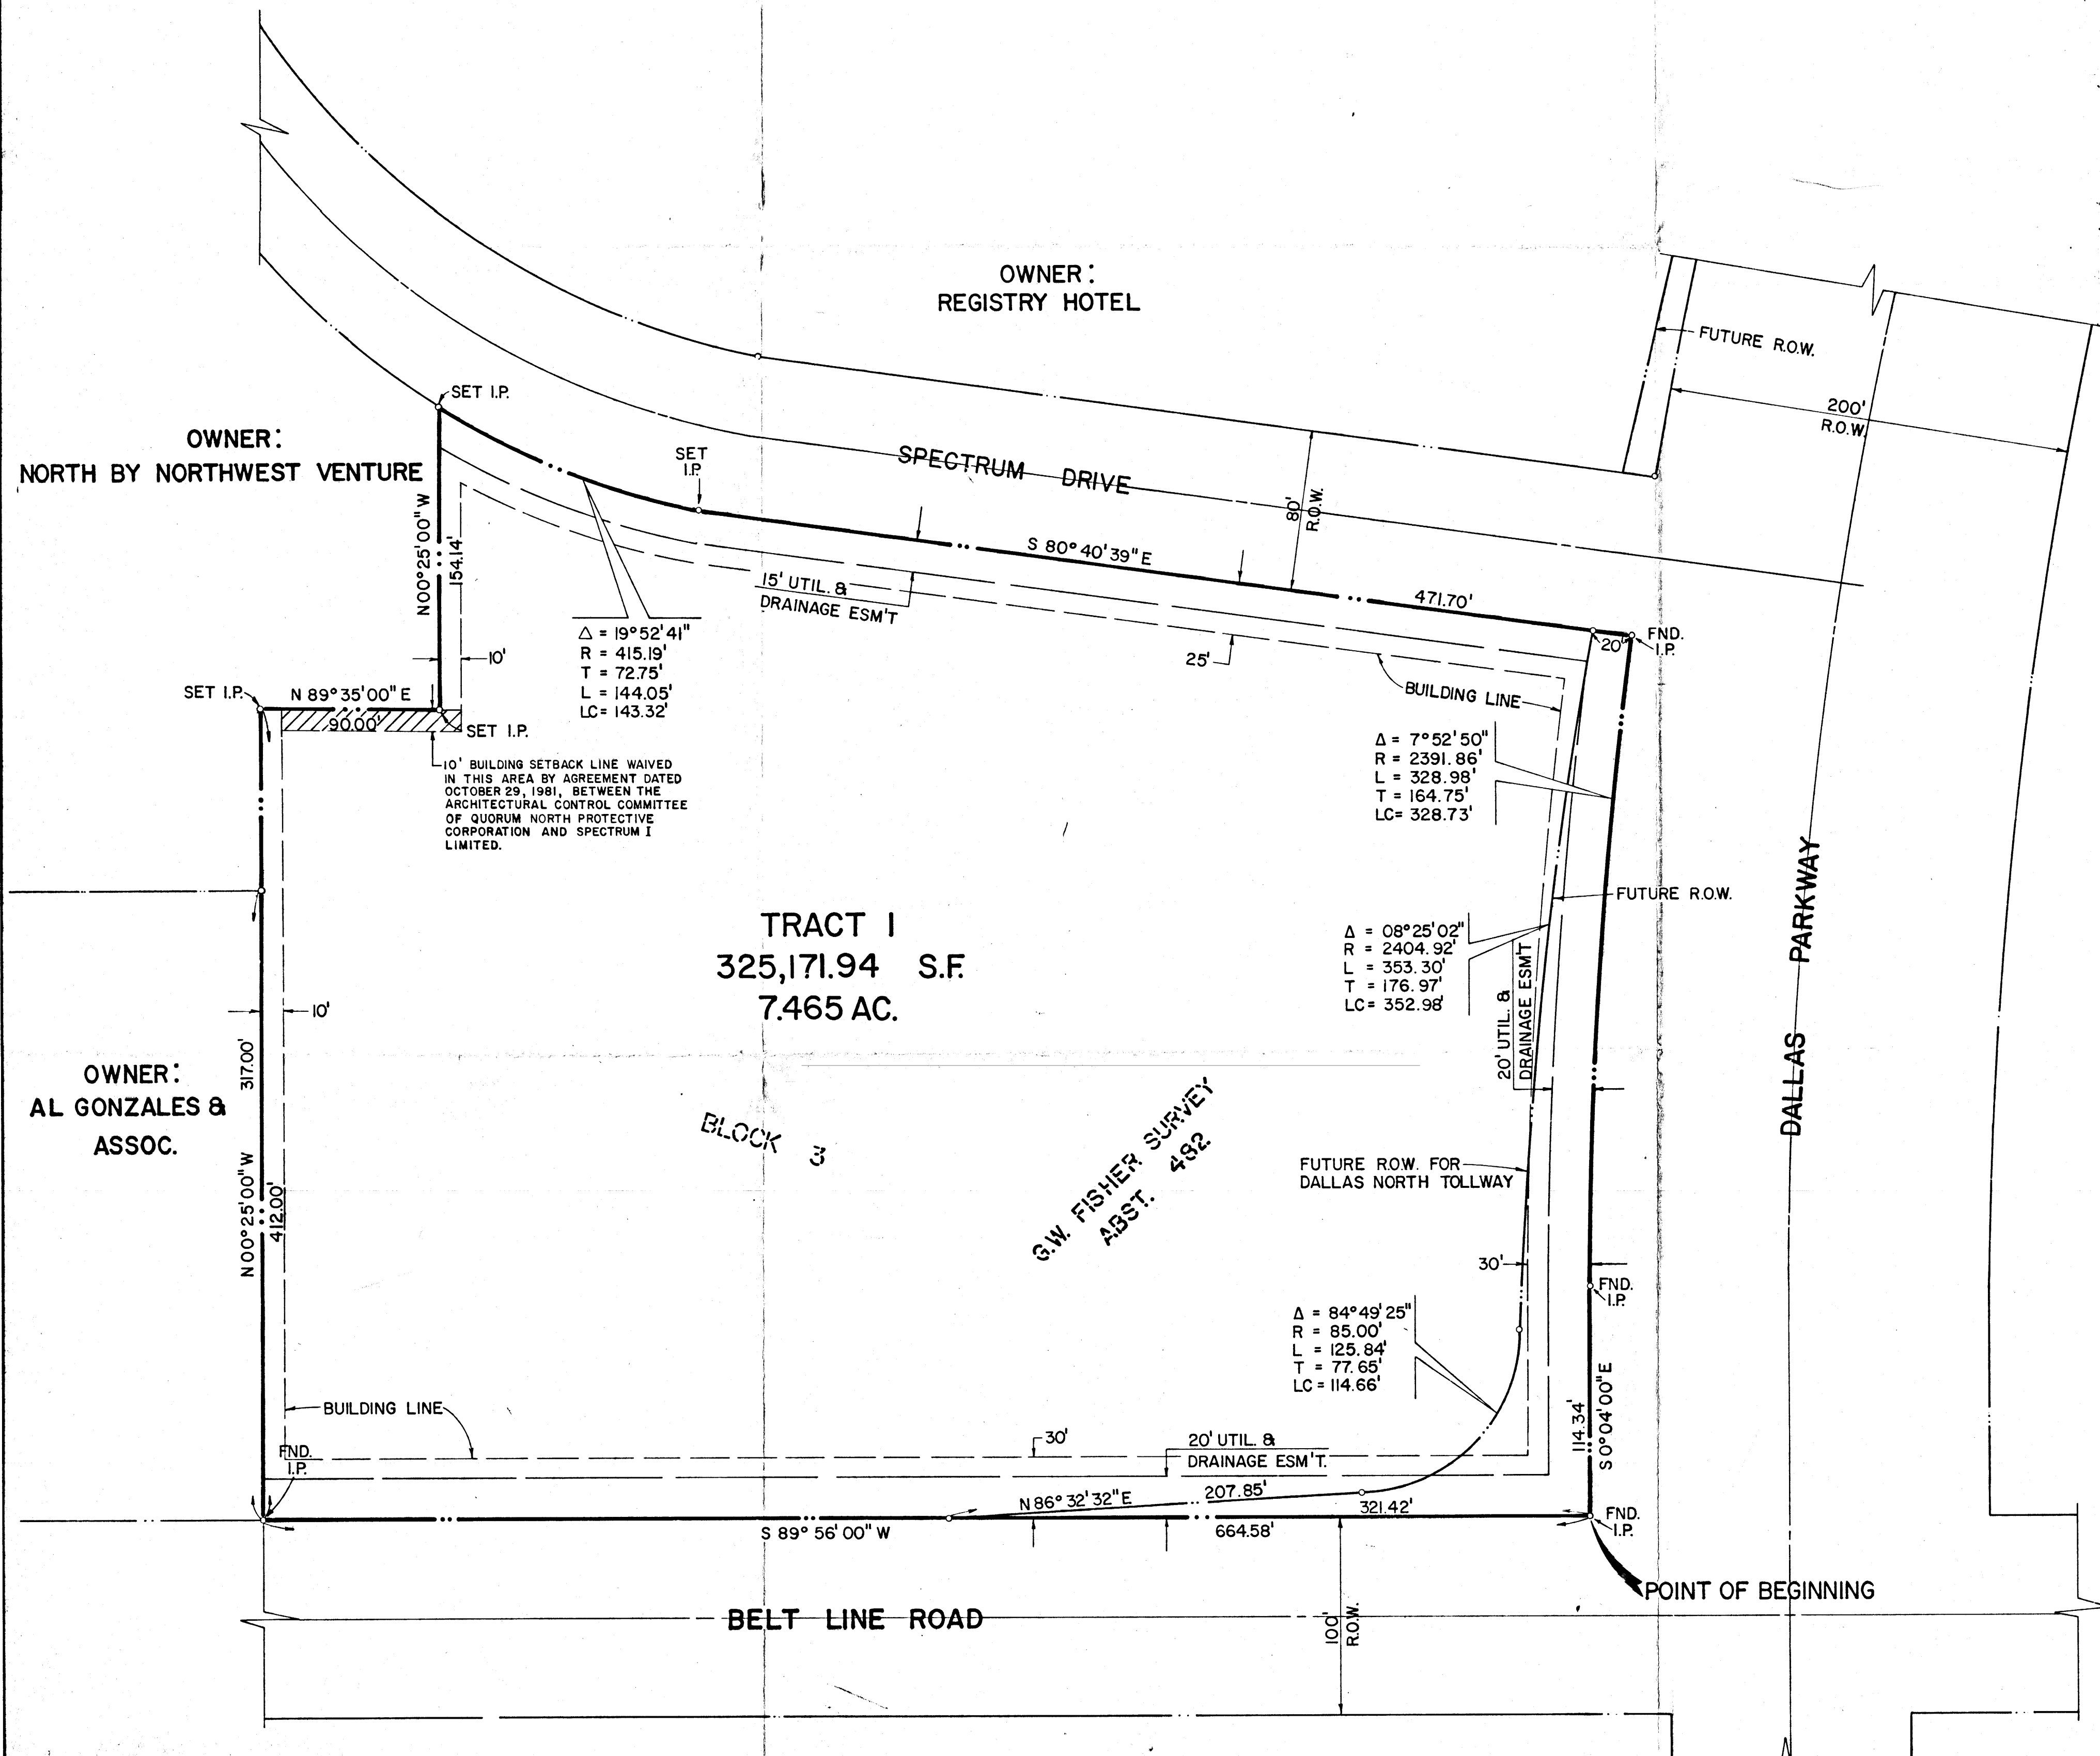 OWNER:
REGISTRY HOTEL
FUTURE R.O.W.
200'
R.O.W.
SET I.P.
OWNER:
NORTH BY NORTHWEST VENTURE
SET
I.P.
SPECTRUM DRIVE
80'
R.O.W.
N00°25'00"W
154.14'
S 80°40'39"E
471.70'
15' UTIL. &
DRAINAGE ESM'T
Δ = 19°52'41"
R = 415.19'
T = 72.75'
L = 144.05'
LC= 143.32'
10'
25'
BUILDING LINE
20'
FND.
I.P.
SET I.P.
N 89°35'00"E
90.00'
SET I.P.
10' BUILDING SETBACK LINE WAIVED
IN THIS AREA BY AGREEMENT DATED
OCTOBER 29, 1981, BETWEEN THE
ARCHITECTURAL CONTROL COMMITTEE
OF QUORUM NORTH PROTECTIVE
CORPORATION AND SPECTRUM I
LIMITED.
Δ = 7°52'50"
R = 2391.86'
L = 328.98'
T = 164.75'
LC= 328.73'
FUTURE R.O.W.
DALLAS PARKWAY
TRACT I
325,171.94 S.F.
7.465 AC.
Δ = 08°25'02"
R = 2404.92'
L = 353.30'
T = 176.97'
LC= 352.98'
20' UTIL. &
DRAINAGE ESM'T
10'
317.00'
OWNER:
AL GONZALES &
ASSOC.
N00°25'00"W
412.00'
BLOCK 3
G.W. FISHER SURVEY
ABST. 482.
FUTURE R.O.W. FOR
DALLAS NORTH TOLLWAY
30'
FND.
I.P.
Δ = 84°49'25"
R = 85.00'
L = 125.84'
T = 77.65'
LC= 114.66'
114.34'
S 0°04'00"E
BUILDING LINE
FND.
I.P.
30'
20' UTIL. &
DRAINAGE ESM'T.
N 86°32'32"E
207.85'
321.42'
S 89°56'00"W
664.58'
FND.
I.P.
POINT OF BEGINNING
BELT LINE ROAD
100'
R.O.W.